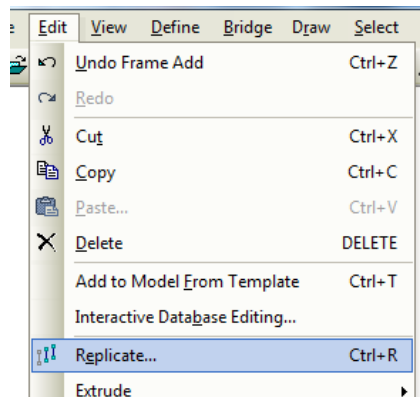 Edit View Define Bridge Draw Select
Undo Frame Add Ctrl+Z
Redo
Cut Ctrl+X
Copy Ctrl+C
Paste... Ctrl+V
Delete DELETE
Add to Model From Template Ctrl+T
Interactive Database Editing...
Replicate... Ctrl+R
Extrude